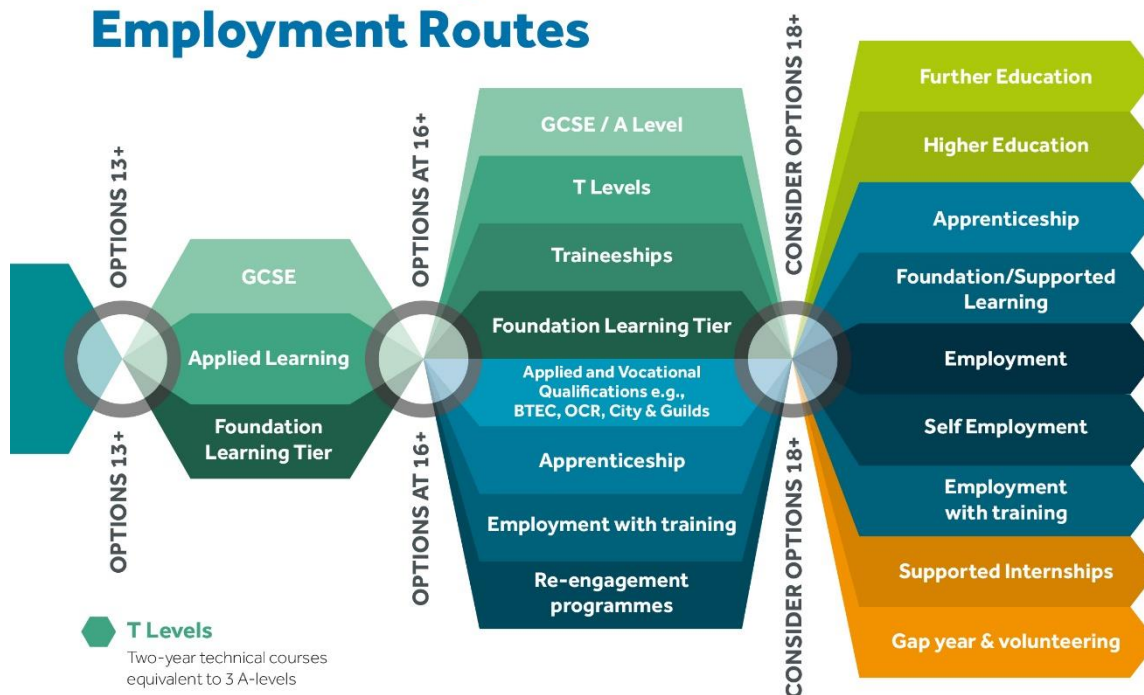 Employment Routes
OPTIONS 13+
OPTIONS 13+
GCSE
Applied Learning
Foundation
Learning Tier
OPTIONS AT 16+
OPTIONS AT 16+
GCSE / A Level
T Levels
Traineeships
Foundation Learning Tier
Applied and Vocational
Qualifications e.g.,
BTEC, OCR, City & Guilds
Apprenticeship
Employment with training
Re-engagement
programmes
CONSIDER OPTIONS 18+
CONSIDER OPTIONS 18+
Further Education
Higher Education
Apprenticeship
Foundation/Supported
Learning
Employment
Self Employment
Employment
with training
Supported Internships
Gap year & volunteering
T Levels
Two-year technical courses
equivalent to 3 A-levels